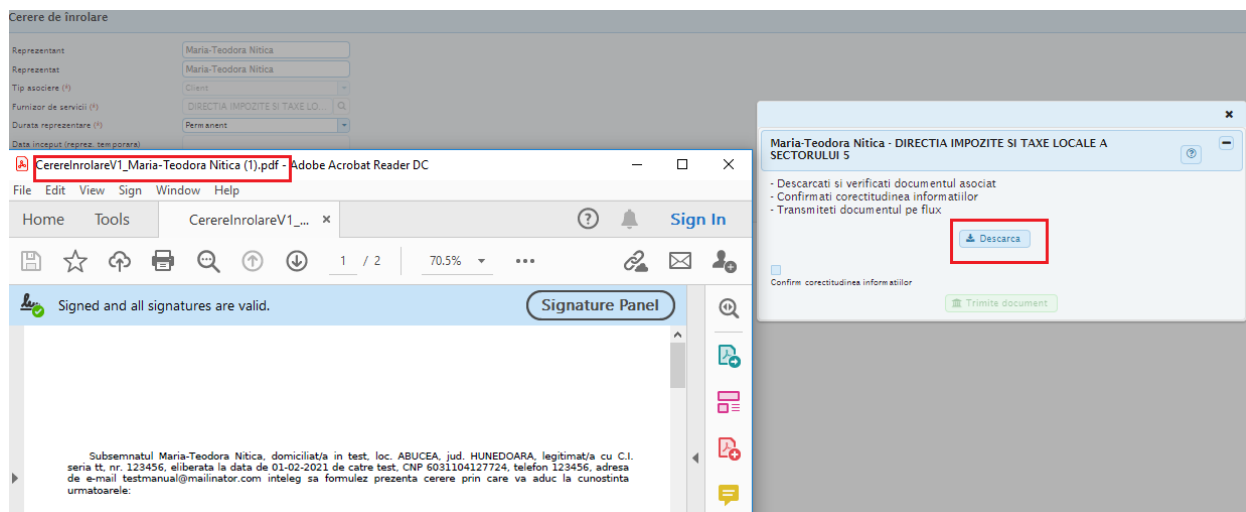 Cerere de înrolare
Reprezentant Maria-Teodora Nitica
Reprezentat Maria-Teodora Nitica
Tip asociere (*) Client
Furnizor de servicii (*) DIRECTIA IMPOZITE SI TAXE LO...
Durata reprezentare (*) Permanent
Data inceput (reprez. temporara)
CerereInrolareV1_Maria-Teodora Nitica (1).pdf - Adobe Acrobat Reader DC
File Edit View Sign Window Help
Home Tools CerereInrolareV1_... × Sign In
1 / 2 70.5%
Signed and all signatures are valid. Signature Panel
Subsemnatul Maria-Teodora Nitica, domiciliat/a in test, loc. ABUCEA, jud. HUNEDOARA, legitimat/a cu C.I.
seria tt, nr. 123456, eliberata la data de 01-02-2021 de catre test, CNP 6031104127724, telefon 123456, adresa
de e-mail testmanual@mailinator.com inteleg sa formulez prezenta cerere prin care va aduc la cunostinta
urmatoarele:
Maria-Teodora Nitica - DIRECTIA IMPOZITE SI TAXE LOCALE A
SECTORULUI 5
- Descarcati si verificati documentul asociat
- Confirmati corectitudinea informatiilor
- Transmiteti documentul pe flux
Descarca
Confirm corectitudinea informatiilor
Trimite document